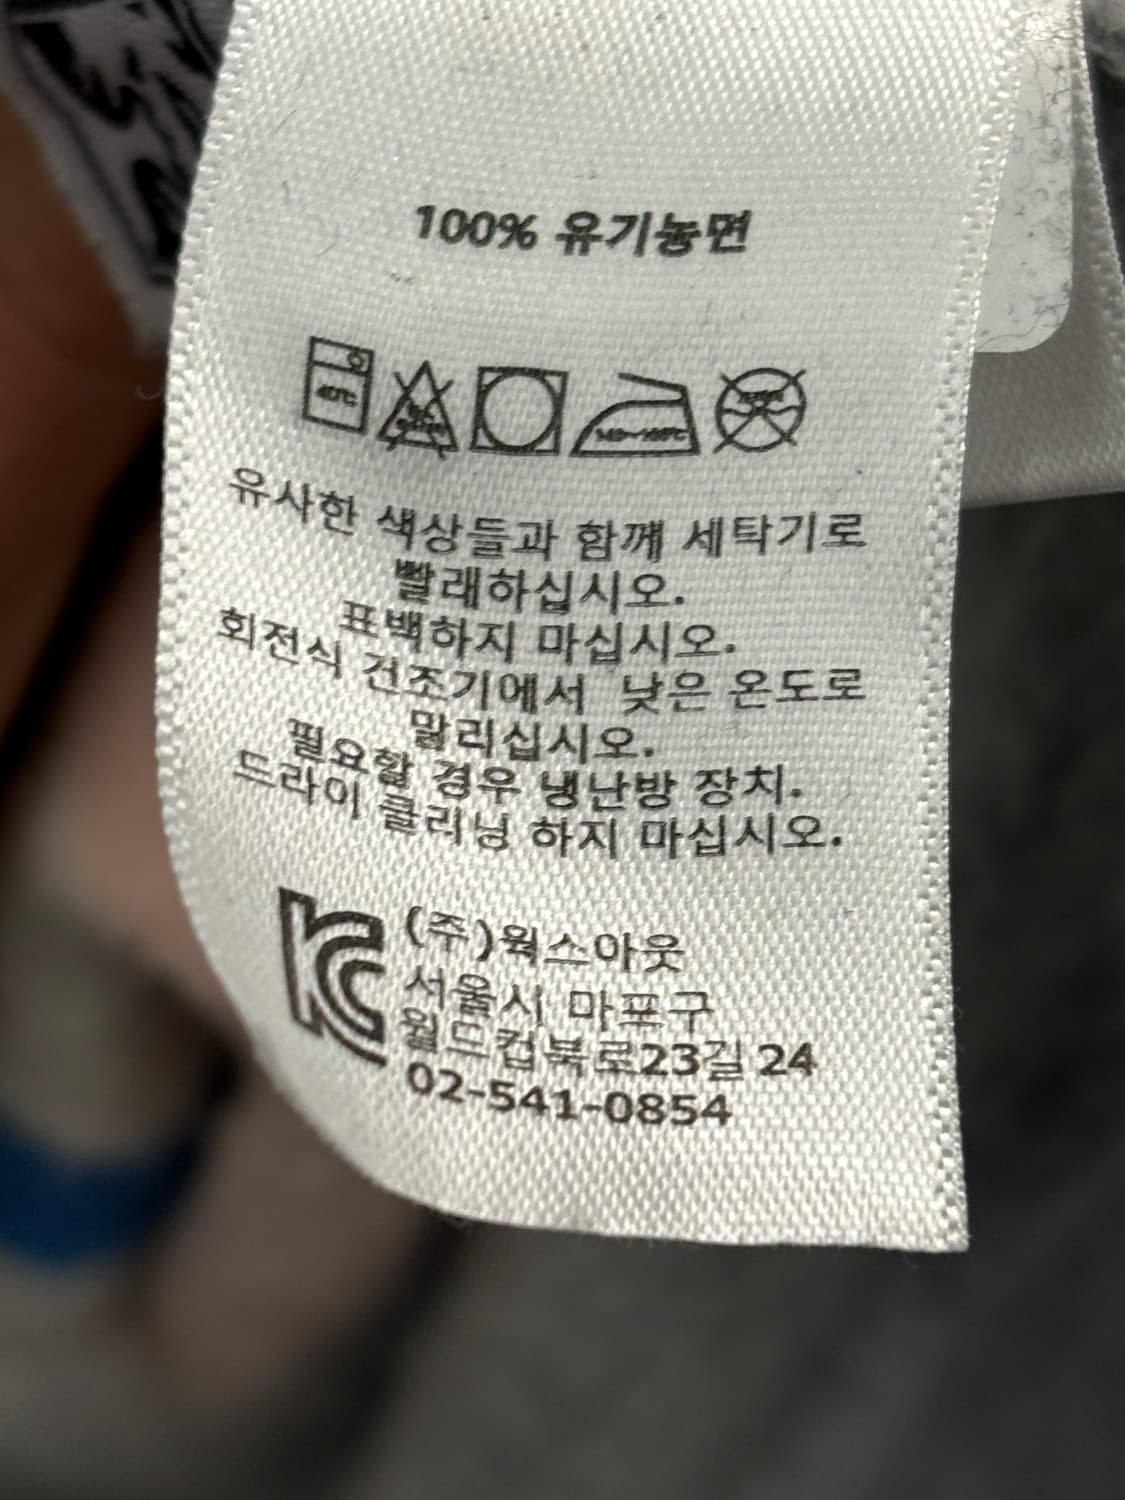 100% 유기농면
40℃
유사한 색상들과 함께 세탁기로
빨래하십시오.
표백하지 마십시오.
회전식 건조기에서 낮은 온도로
말리십시오.
필요할 경우 냉난방 장치.
드라이 클리닝 하지 마십시오.
(주)웍스아웃
서울시 마포구
월드컵북로23길 24
02-541-0854